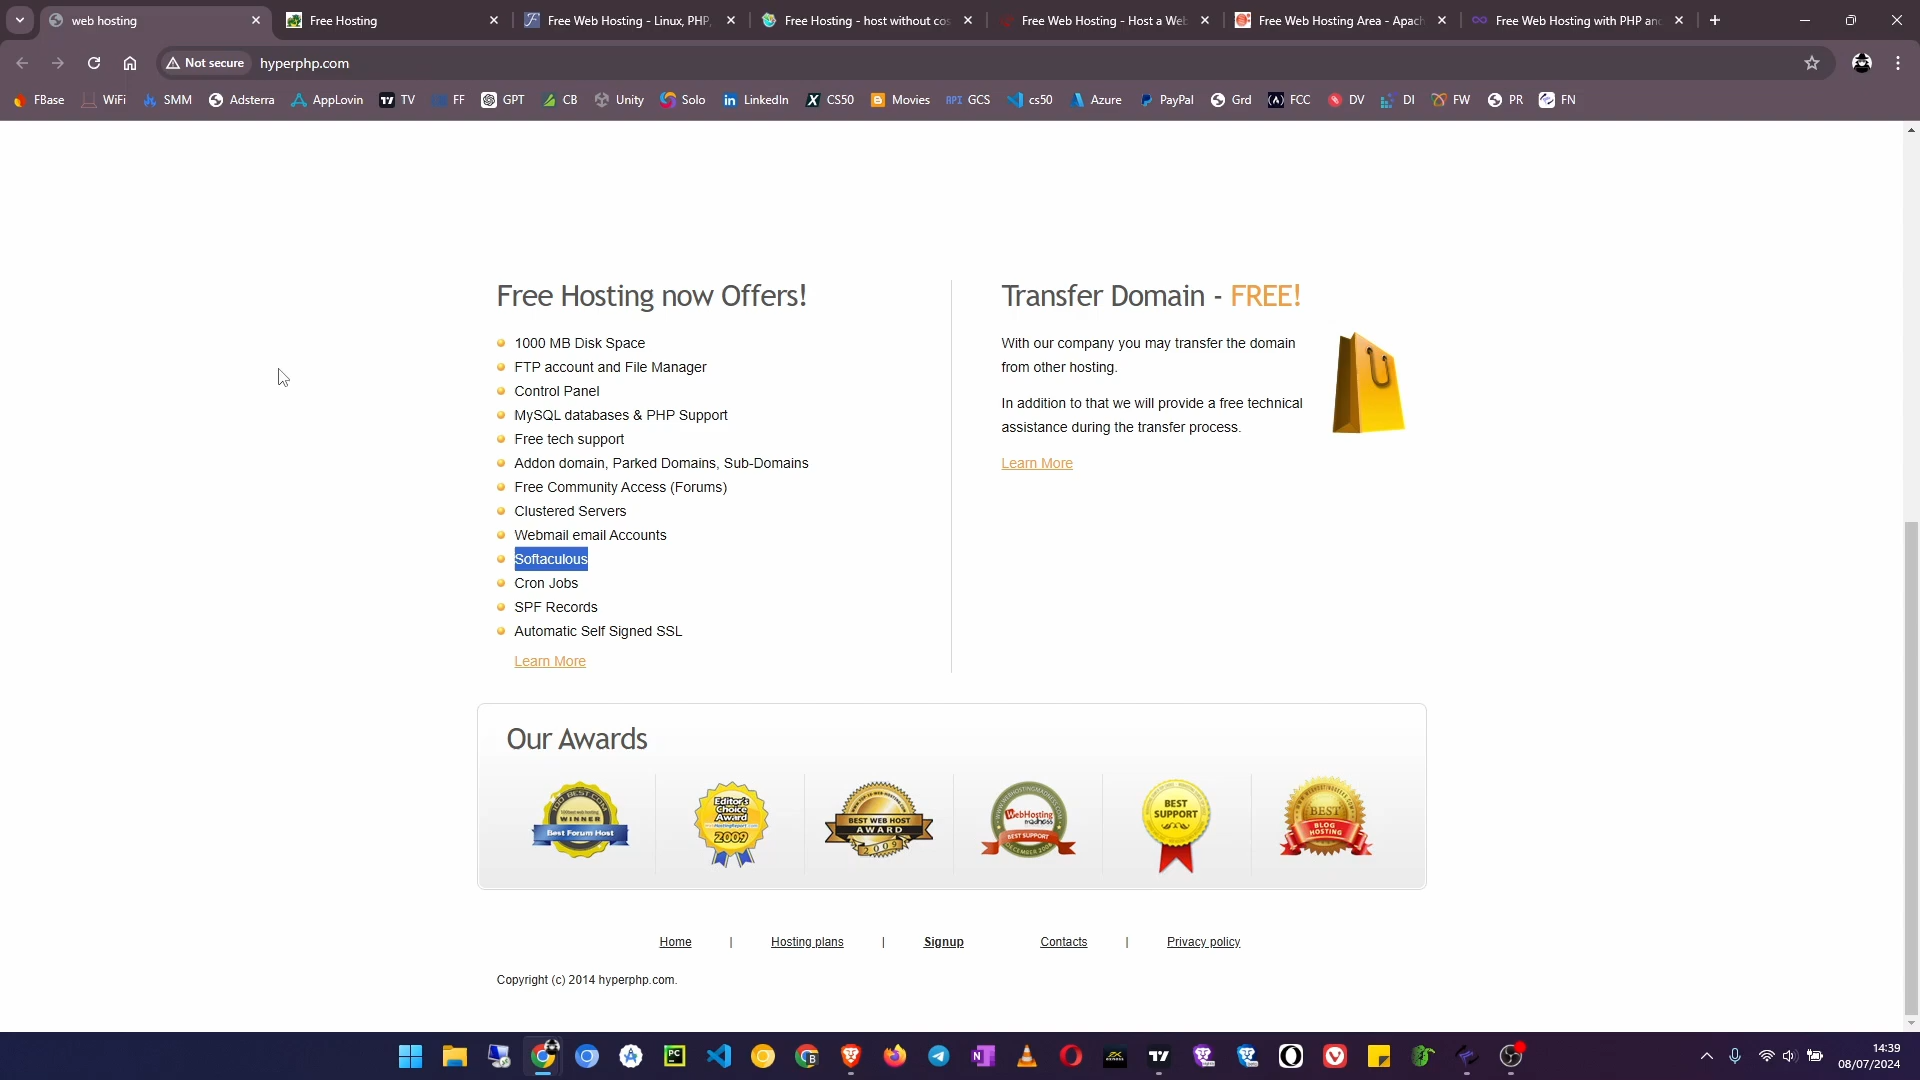 web hosting
Free Hosting
Free Web Hosting - Linux, PHP,
Free Hosting - host without cos
Free Web Hosting - Host a Web
Free Web Hosting Area - Apach
Free Web Hosting with PHP and
Not secure
hyperphp.com
FBase WiFi SMM Adsterra AppLovin TV FF GPT CB Unity Solo LinkedIn CS50 Movies GCS cs50 Azure PayPal Grd FCC DV DI FW PR FN
Free Hosting now Offers!
1000 MB Disk Space
FTP account and File Manager
Control Panel
MySQL databases & PHP Support
Free tech support
Addon domain, Parked Domains, Sub-Domains
Free Community Access (Forums)
Clustered Servers
Webmail email Accounts
Softaculous
Cron Jobs
SPF Records
Automatic Self Signed SSL
Learn More
Transfer Domain - FREE!
With our company you may transfer the domain
from other hosting.
In addition to that we will provide a free technical
assistance during the transfer process.
Learn More
Our Awards
WINNER
Best Forum Host
Editor's
Choice
Award
2009
BEST WEB HOST
AWARD
2009
WebHosting
BEST SUPPORT
BEST
SUPPORT
BEST
BLOG
HOSTING
Home | Hosting plans | Signup Contacts | Privacy policy
Copyright (c) 2014 hyperphp.com.
14:39
08/07/2024